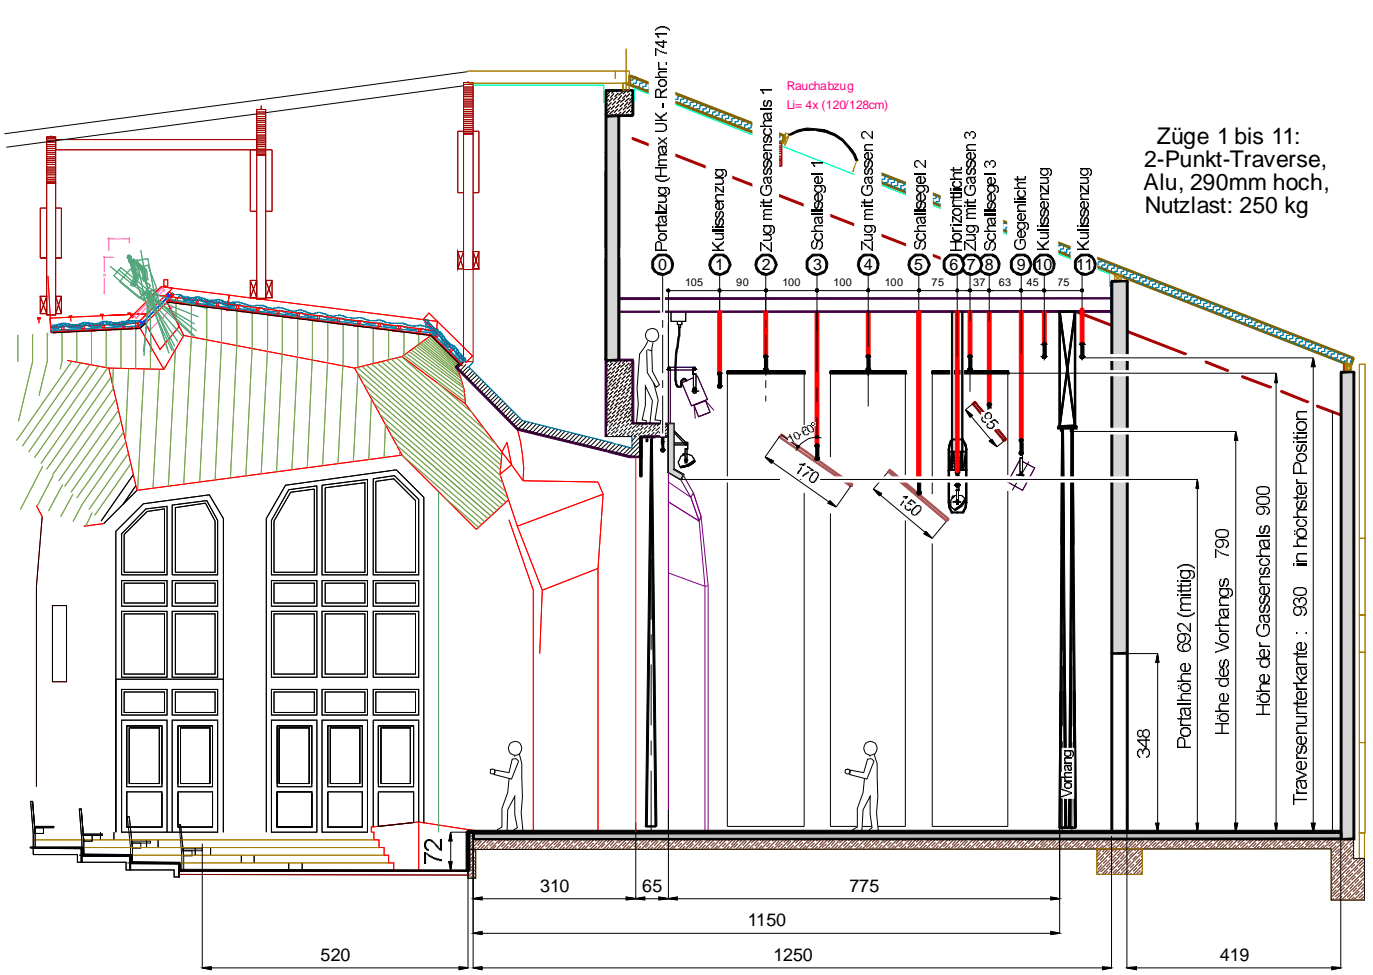 Rauchabzug
Li= 4x (120/128cm)
Züge 1 bis 11:
2-Punkt-Traverse,
Alu, 290mm hoch,
Nutzlast: 250 kg
0 Portalzug (Hmax UK - Rohr: 741)
1 Kulissenzug
2 Zug mit Gassenschals 1
3 Schallsegel 1
4 Zug mit Gassen 2
5 Schallsegel 2
6 Horizontlicht
7 Zug mit Gassen 3
8 Schallsegel 3
9 Gegenlicht
10 Kulissenzug
11 Kulissenzug
105 90 100 100 100 75 37 63 45 75
10-60°
170
150
95
Portalhöhe 692 (mittig)
Höhe des Vorhangs 790
Höhe der Gassenschals 900
Traversenunterkante : 930 in höchster Position
348
Vorhang
72
310 65 775
1150
520 1250 419